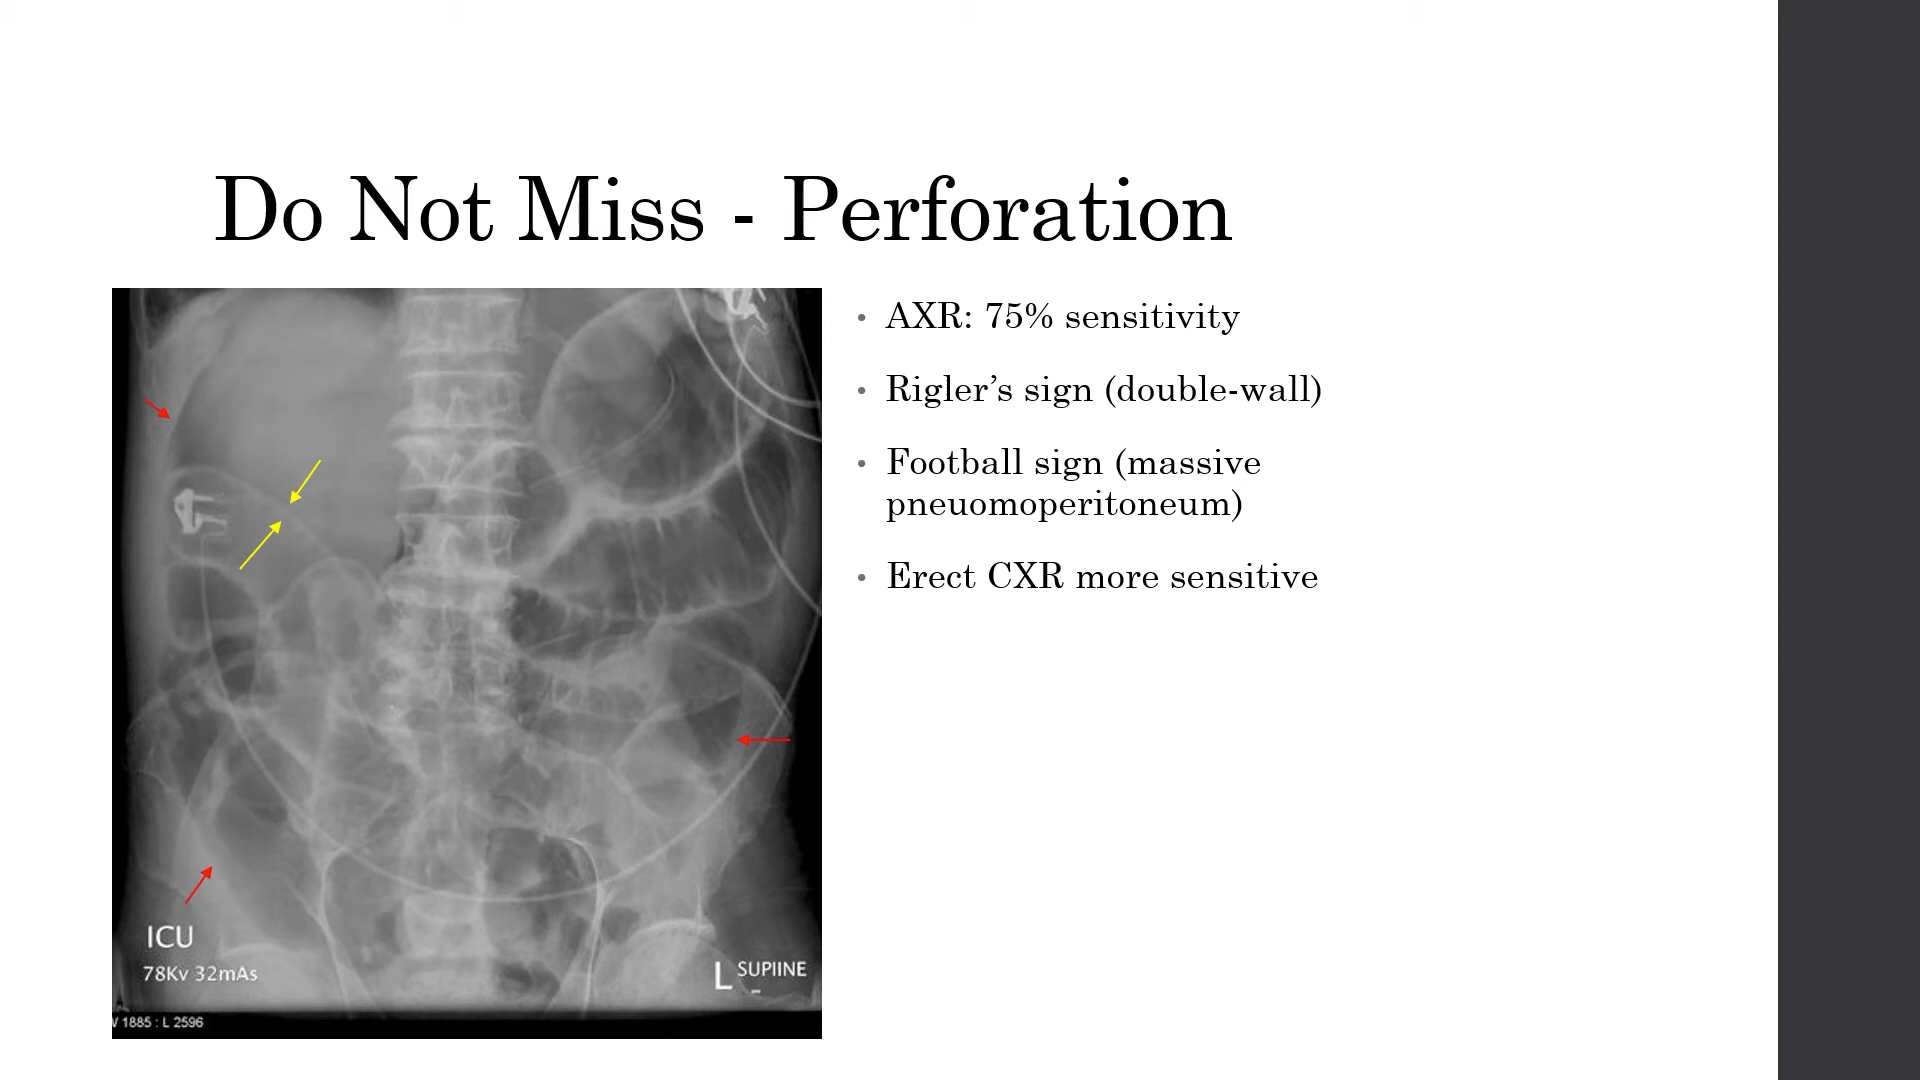 Do Not Miss - Perforation
• AXR: 75% sensitivity
• Rigler’s sign (double-wall)
• Football sign (massive
pneuomoperitoneum)
• Erect CXR more sensitive
ICU
78Kv 32mAs
L SUPIINE
W 1885 : L 2596